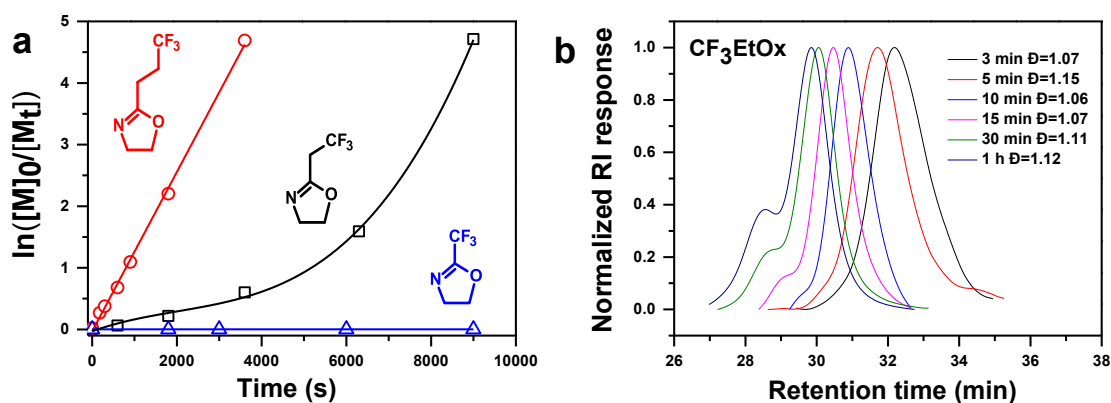 a
ln([M]0/[Mt])
5
4
3
2
1
0
0 2000 4000 6000 8000 10000
Time (s)
CF3
N O
CF3
N O
CF3
N O
b
CF3EtOx
3 min Đ=1.07
5 min Đ=1.15
10 min Đ=1.06
15 min Đ=1.07
30 min Đ=1.11
1 h Đ=1.12
Normalized RI response
1.0
0.8
0.6
0.4
0.2
0.0
26 28 30 32 34 36 38
Retention time (min)